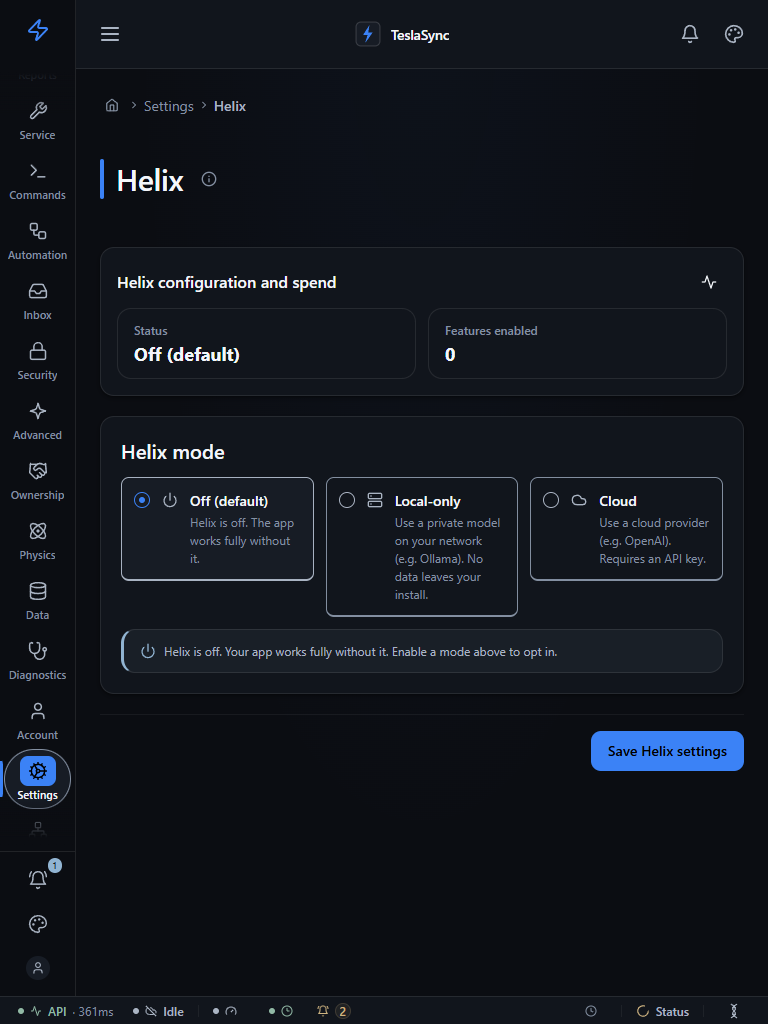 TeslaSync
Settings
Helix
Service
Commands
Automation
Inbox
Security
Advanced
Ownership
Physics
Data
Diagnostics
Account
Settings
1
Helix
Helix configuration and spend
Status
Off (default)
Features enabled
0
Helix mode
Off (default)
Helix is off. The app
works fully without
it.
Local-only
Use a private model
on your network
(e.g. Ollama). No
data leaves your
install.
Cloud
Use a cloud provider
(e.g. OpenAI).
Requires an API key.
Helix is off. Your app works fully without it. Enable a mode above to opt in.
Save Helix settings
API · 361ms
Idle
2
Status